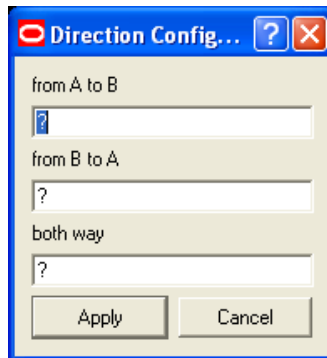 Direction Config... ?
from A to B
?
from B to A
?
both way
?
Apply Cancel